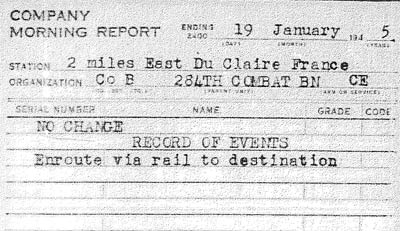 COMPANY
MORNING REPORT ENDING 2400 19 January 194 5
(DAY) (MONTH) (YEAR)
STATION 2 miles East Du Claire France
ORGANIZATION Co B 284TH COMBAT BN CE
(PARENT UNIT) (ARM OR SERVICE)
SERIAL NUMBER NAME GRADE CODE
NO CHANGE
RECORD OF EVENTS
Enroute via rail to destination